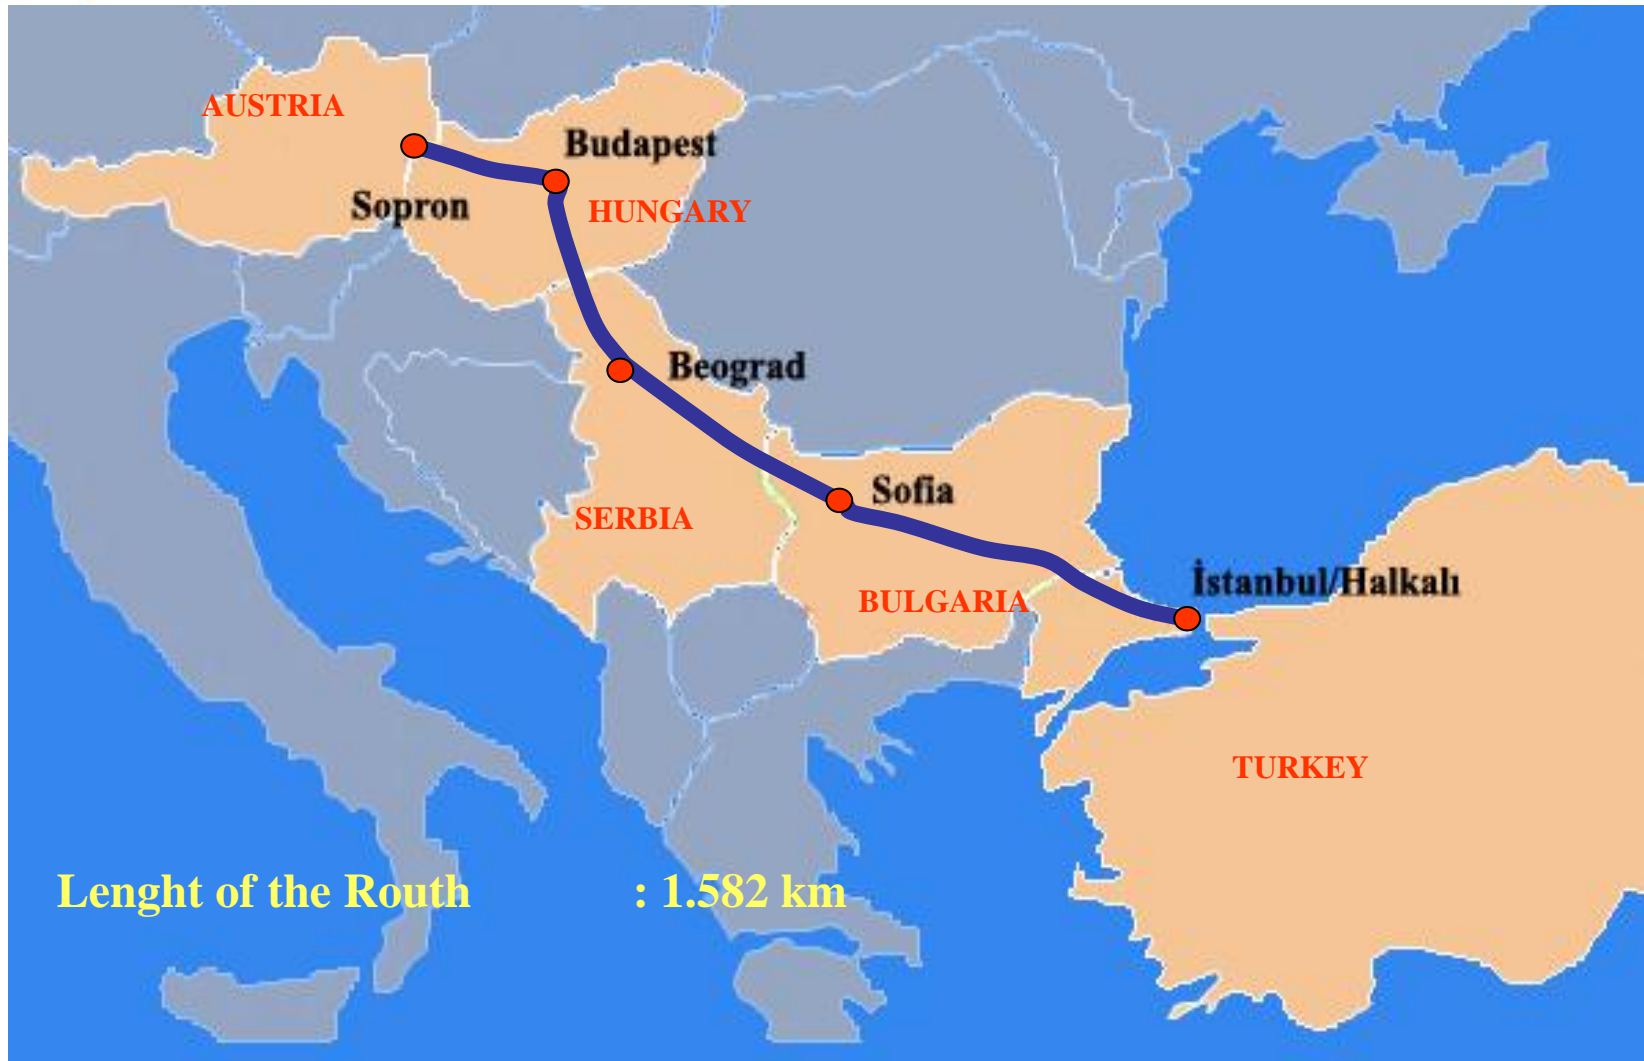 AUSTRIA
Budapest
Sopron
HUNGARY
Beograd
Sofia
SERBIA
İstanbul/Halkalı
BULGARIA
TURKEY
Lenght of the Routh : 1.582 km